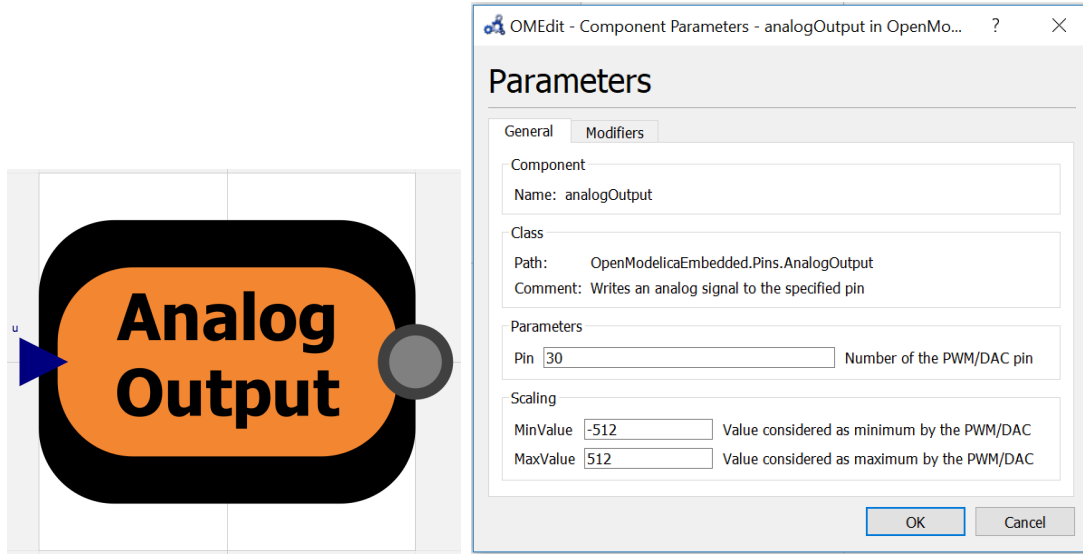 u
Analog
Output
OMEdit - Component Parameters - analogOutput in OpenMo... ?
Parameters
General Modifiers
Component
Name: analogOutput
Class
Path: OpenModelicaEmbedded.Pins.AnalogOutput
Comment: Writes an analog signal to the specified pin
Parameters
Pin 30 Number of the PWM/DAC pin
Scaling
MinValue -512 Value considered as minimum by the PWM/DAC
MaxValue 512 Value considered as maximum by the PWM/DAC
OK Cancel